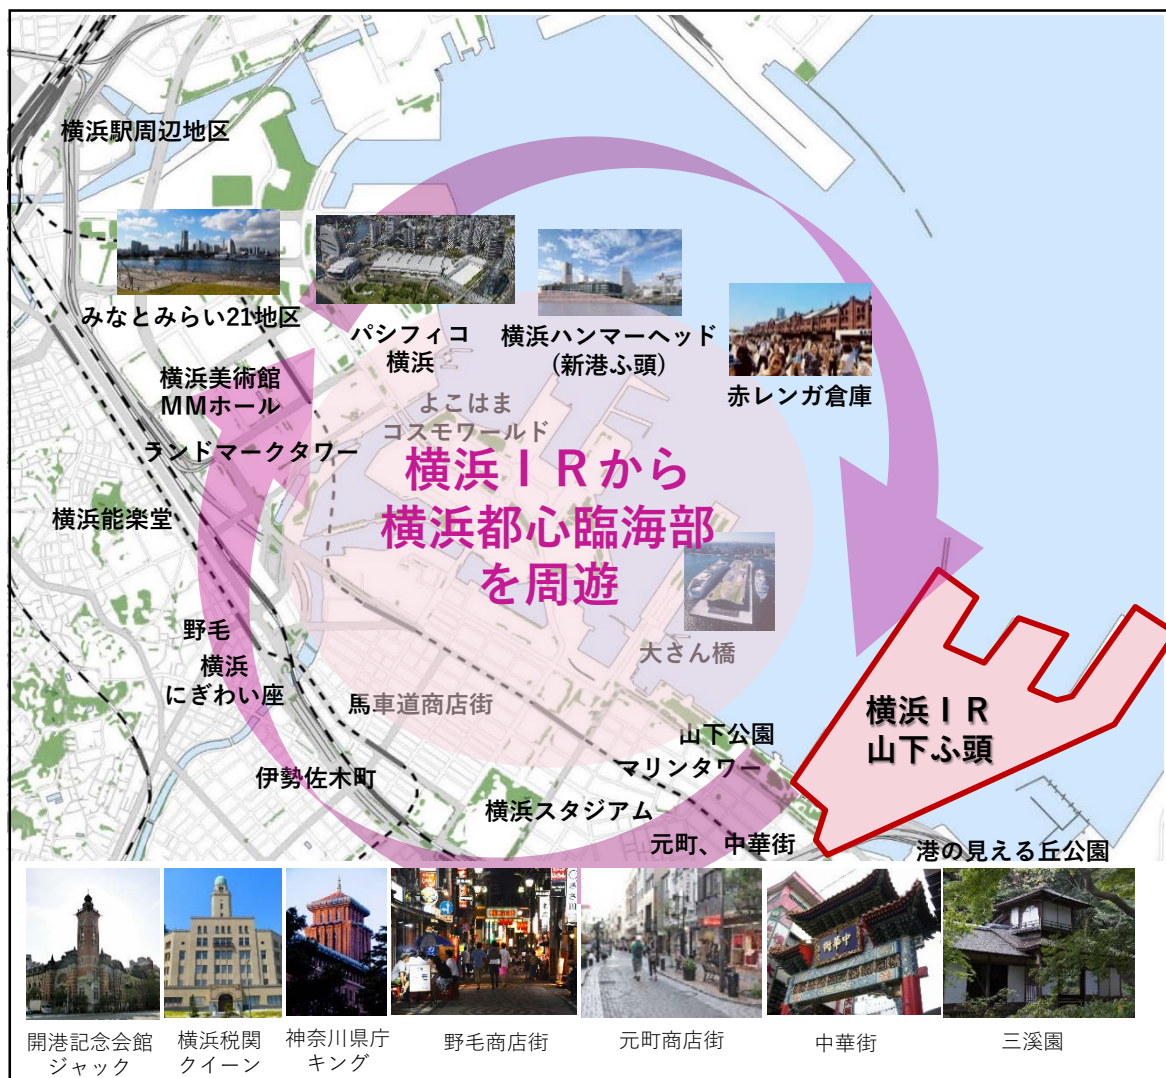 横浜駅周辺地区
みなとみらい21地区
パシフィコ
横浜
横浜ハンマーヘッド
(新港ふ頭)
赤レンガ倉庫
横浜美術館
MMホール
よこはま
コスモワールド
ランドマークタワー
横浜ＩＲから
横浜都心臨海部
を周遊
横浜能楽堂
野毛
横浜
にぎわい座
大さん橋
馬車道商店街
横浜ＩＲ
山下ふ頭
山下公園
マリンタワー
伊勢佐木町
横浜スタジアム
元町、中華街
港の見える丘公園
中華街
開港記念会館
ジャック
横浜税関
クイーン
神奈川県庁
キング
野毛商店街
元町商店街
中華街
三溪園